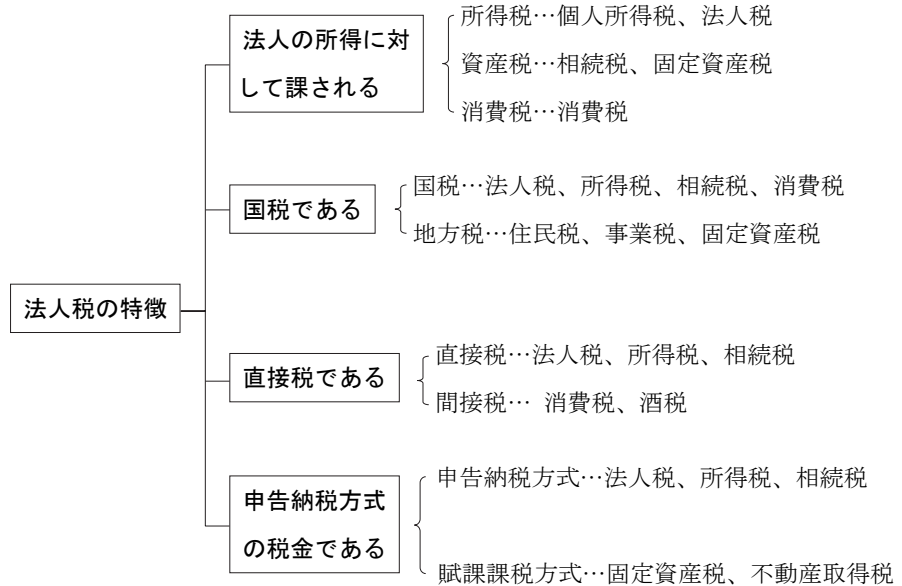 法人の所得に対
して課される
所得税…個人所得税、法人税
資産税…相続税、固定資産税
消費税…消費税
国税である
国税…法人税、所得税、相続税、消費税
地方税…住民税、事業税、固定資産税
法人税の特徴
直接税である
直接税…法人税、所得税、相続税
間接税… 消費税、酒税
申告納税方式
の税金である
申告納税方式…法人税、所得税、相続税
賦課課税方式…固定資産税、不動産取得税